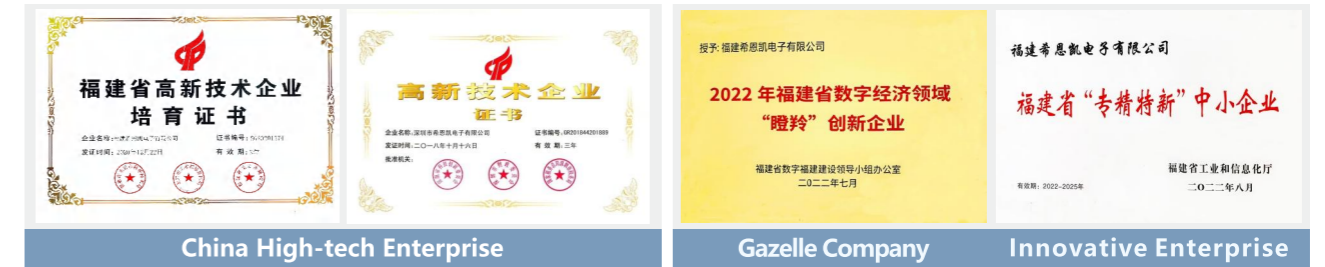 福建省高新技术企业
培育证书
企业名称:
证书编号:
发证时间:
有 效 期:
高新技术企业
证书
企业名称:深圳市希恩凯电子有限公司
证书编号:GR201844201889
发证时间:二〇一八年十月十六日
有 效 期:三年
批准机关:
China High-tech Enterprise
授予:福建希恩凯电子有限公司
2022 年福建省数字经济领域
“瞪羚”创新企业
福建省数字福建建设领导小组办公室
二〇二二年七月
Gazelle Company
福建希恩凯电子有限公司
福建省“专精特新”中小企业
福建省工业和信息化厅
有效期: 2022-2025年
二〇二二年八月
Innovative Enterprise